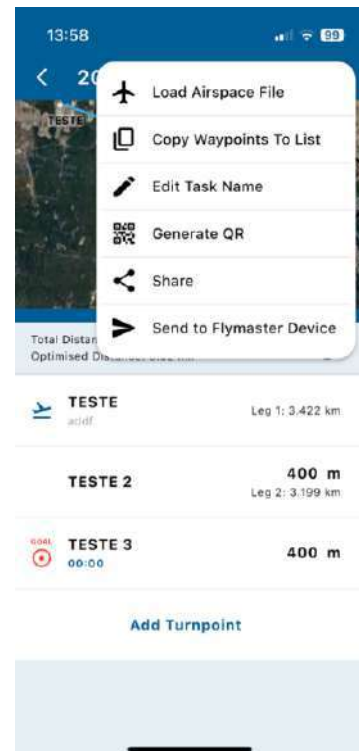 13:58
99
20
Load Airspace File
TESTE
Copy Waypoints To List
Edit Task Name
Generate QR
Share
Send to Flymaster Device
Total Distan
Optimised
TESTE
Leg 1: 3.422 km
addf
TESTE 2
400 m
Leg 2: 3.199 km
GOAL
TESTE 3
400 m
00:00
Add Turnpoint